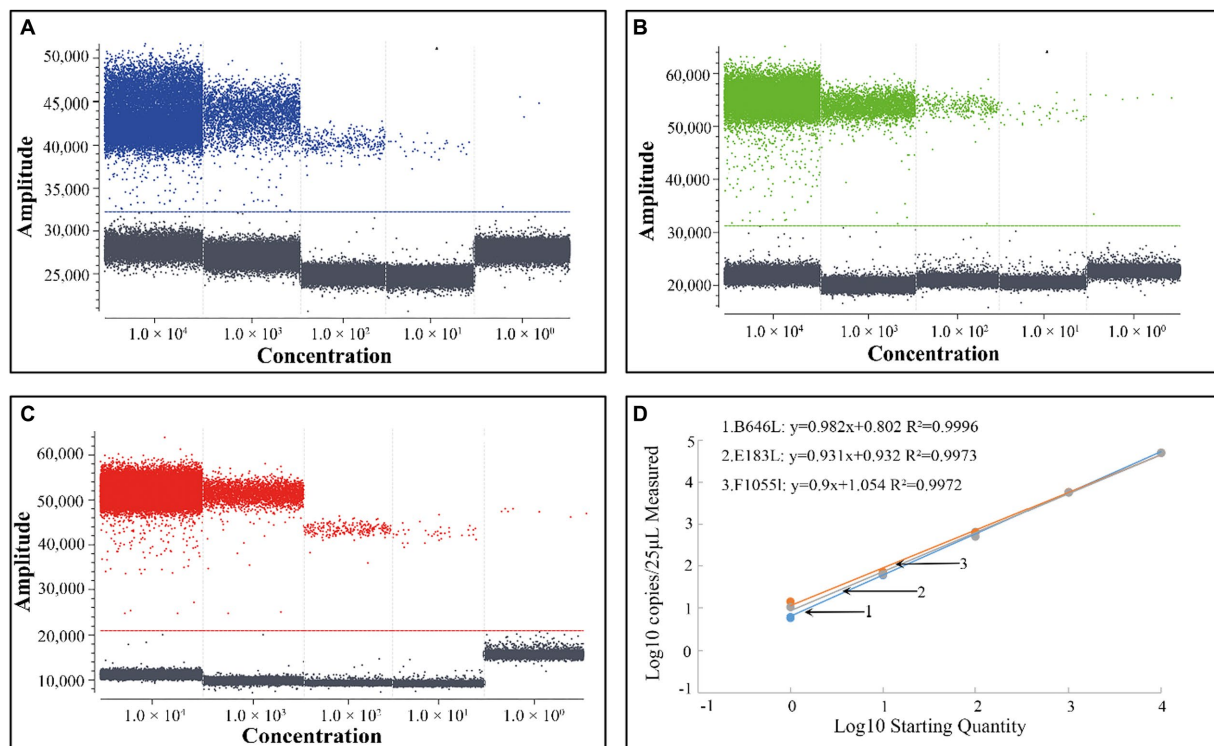 A
Amplitude
50,000
45,000
40,000
35,000
30,000
25,000
1.0 × 10⁴ 1.0 × 10³ 1.0 × 10² 1.0 × 10¹ 1.0 × 10⁰
Concentration
B
Amplitude
60,000
50,000
40,000
30,000
20,000
1.0 × 10⁴ 1.0 × 10³ 1.0 × 10² 1.0 × 10¹ 1.0 × 10⁰
Concentration
C
Amplitude
60,000
50,000
40,000
30,000
20,000
10,000
1.0 × 10⁴ 1.0 × 10³ 1.0 × 10² 1.0 × 10¹ 1.0 × 10⁰
Concentration
D
1.B646L: y=0.982x+0.802 R²=0.9996
2.E183L: y=0.931x+0.932 R²=0.9973
3.F1055l: y=0.9x+1.054 R²=0.9972
Log10 copies/25μL Measured
5
4
3
2
1
0
-1
3
2
1
-1 0 1 2 3 4
Log10 Starting Quantity